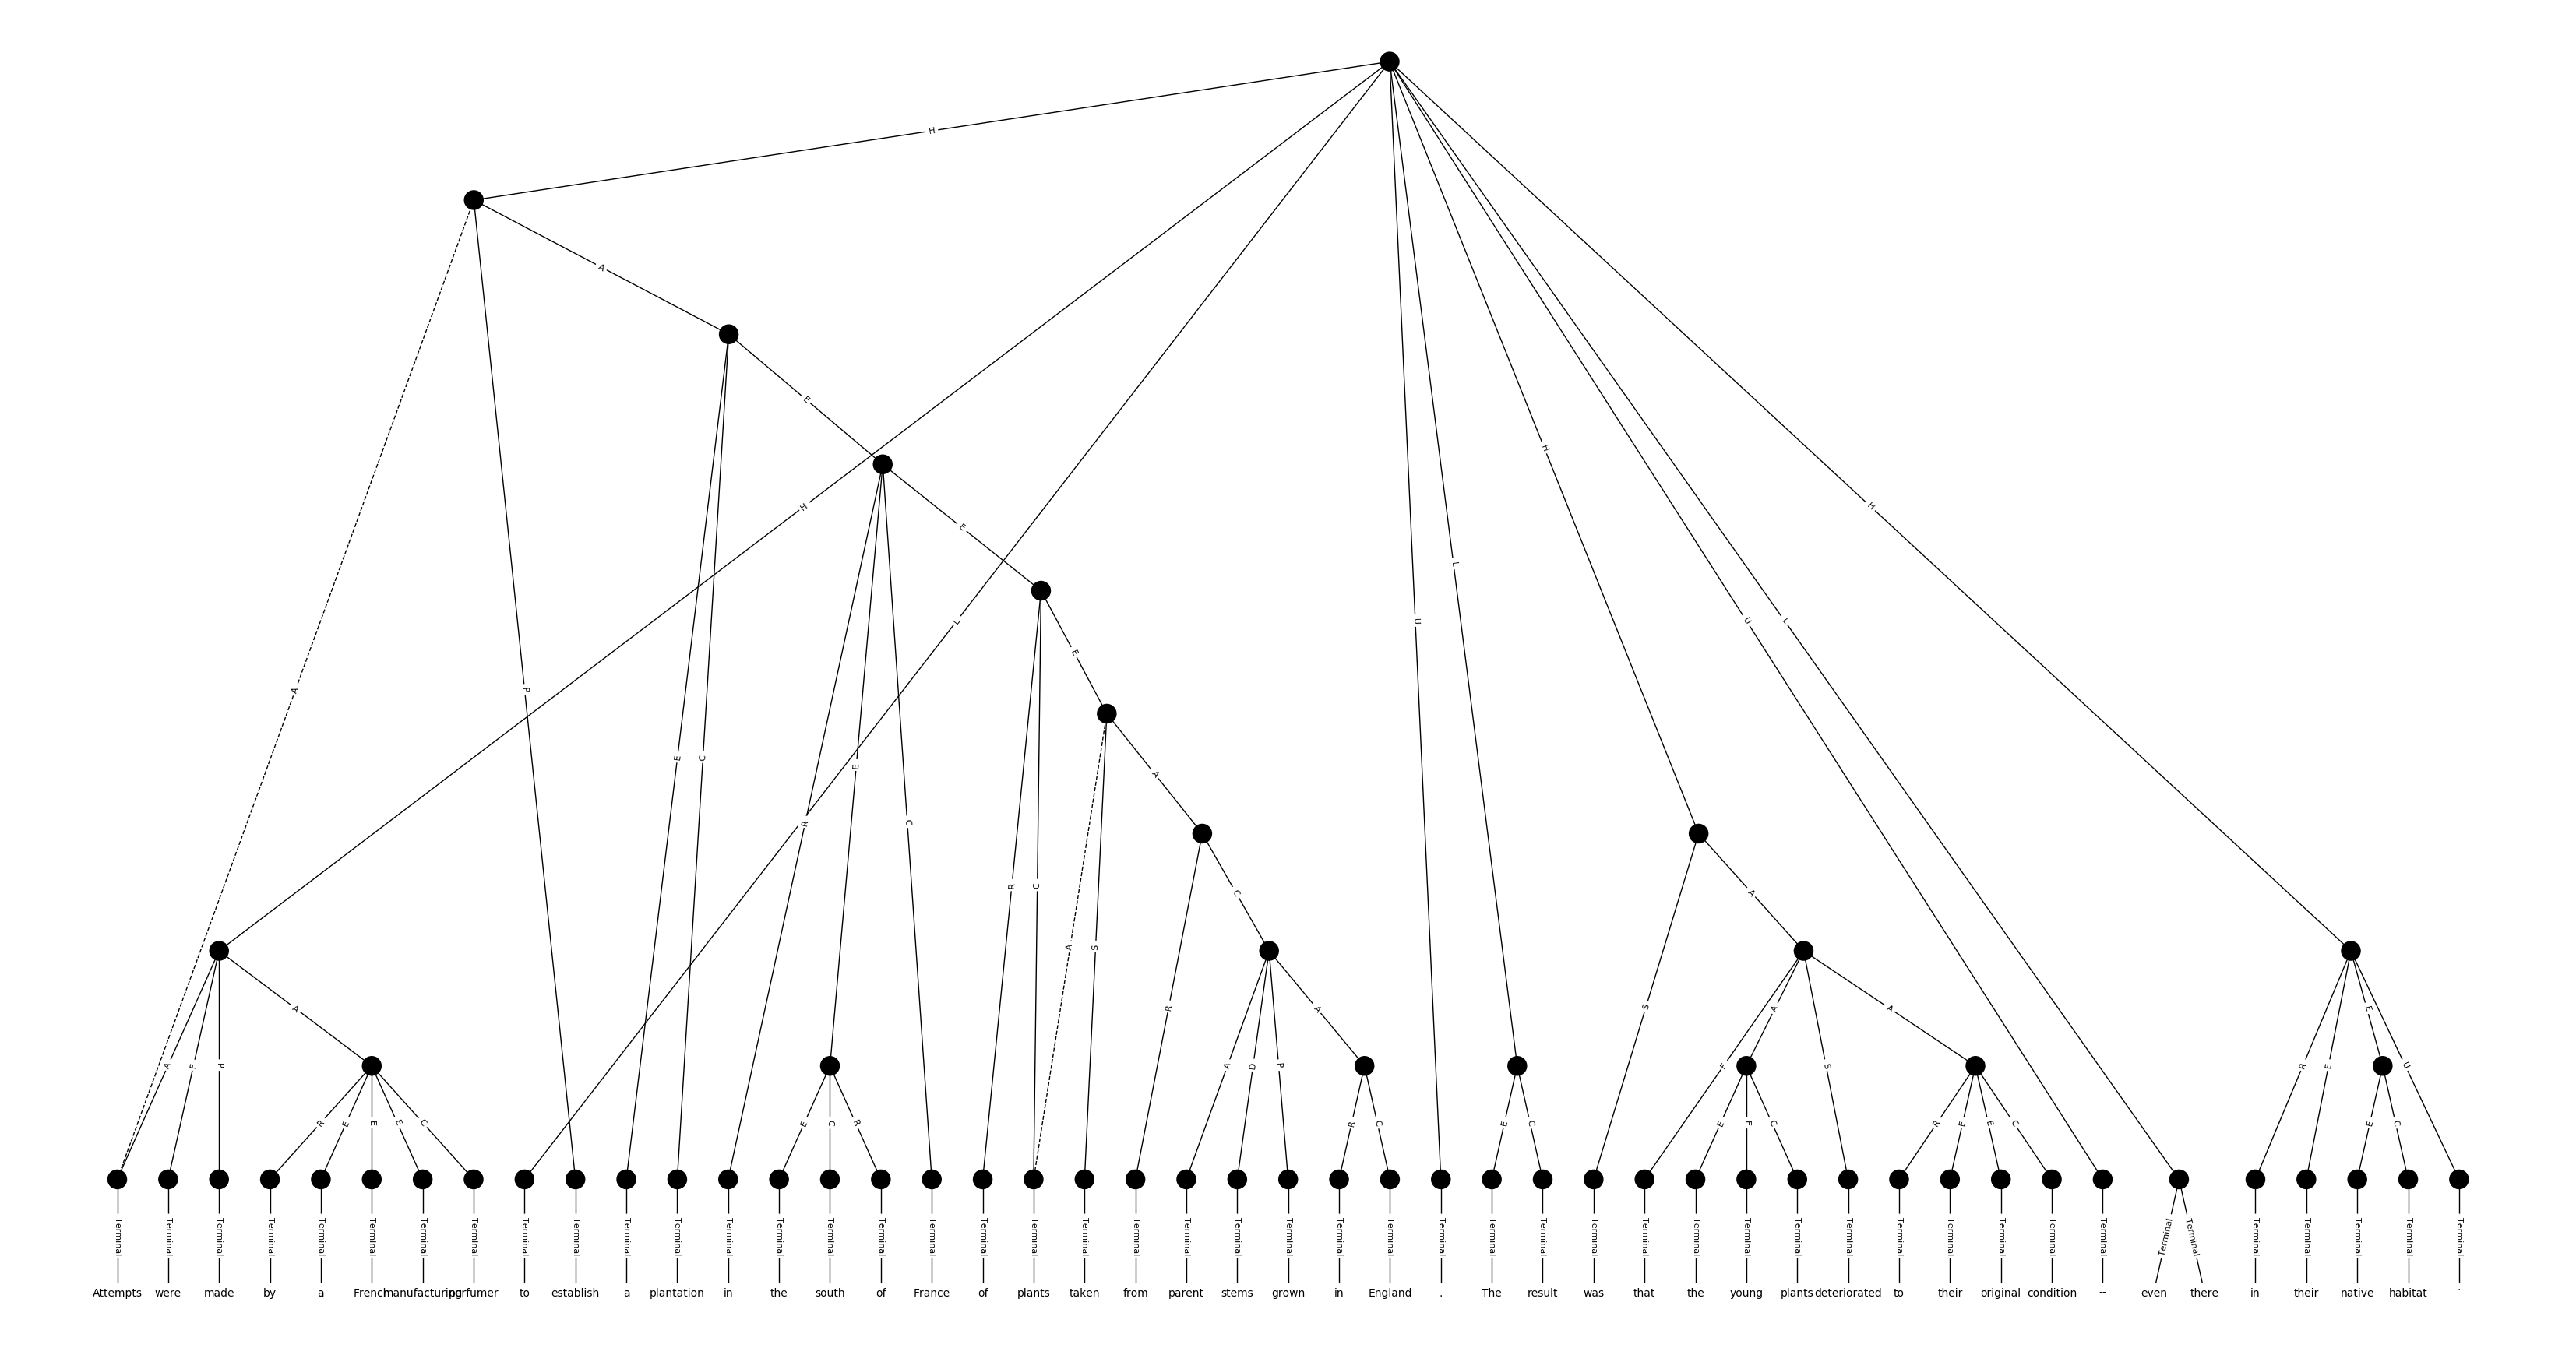 H
A
E
H
E
H
H
L
U
L
U
L
E
A
P
E
C
A
E
R
C
R
C
A
S
C
A
A
R
S
A
A
A
E
A F P R A D P F S R E U
R E E E C E C R R C E C E E C R E E C E C
Terminal Terminal Terminal Terminal Terminal Terminal Terminal Terminal Terminal Terminal Terminal Terminal Terminal Terminal Terminal Terminal Terminal Terminal Terminal Terminal Terminal Terminal Terminal Terminal Terminal Terminal Terminal Terminal Terminal Terminal Terminal Terminal Terminal Terminal Terminal Terminal Terminal Terminal Terminal Terminal Terminal Terminal Terminal Terminal Terminal Terminal Terminal
Attempts were made by a French manufacturing perfumer to establish a plantation in the south of France of plants taken from parent stems grown in England . The result was that the young plants deteriorated to their original condition -- even there in their native habitat .